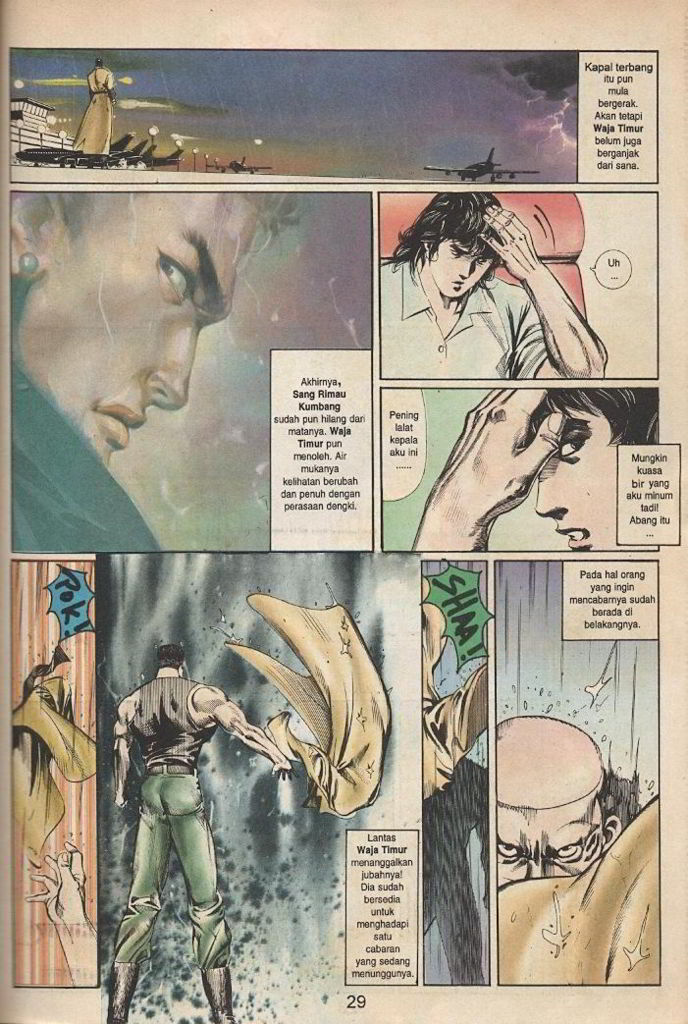 Kapal terbang
itu pun
mula
bergerak.
Akan tetapi
Waja Timur
belum juga
berganjak
dari sana.
Akhirnya,
Sang Rimau
Kumbang
sudah pun hilang dari
matanya. Waja
Timur pun
menoleh. Air
mukanya
kelihatan berubah
dan penuh dengan
perasaan dengki.
Uh
...
Pening
lalat
kepala
aku ini
......
Mungkin
kuasa
bir yang
aku minum
tadi!
Abang itu
...
POK!
Lantas
Waja Timur
menanggalkan
jubahnya!
Dia sudah
bersedia
untuk
menghadapi
satu
cabaran
yang sedang
menunggunya.
SHAA!
Pada hal orang
yang ingin
mencabarnya sudah
berada di
belakangnya.
29